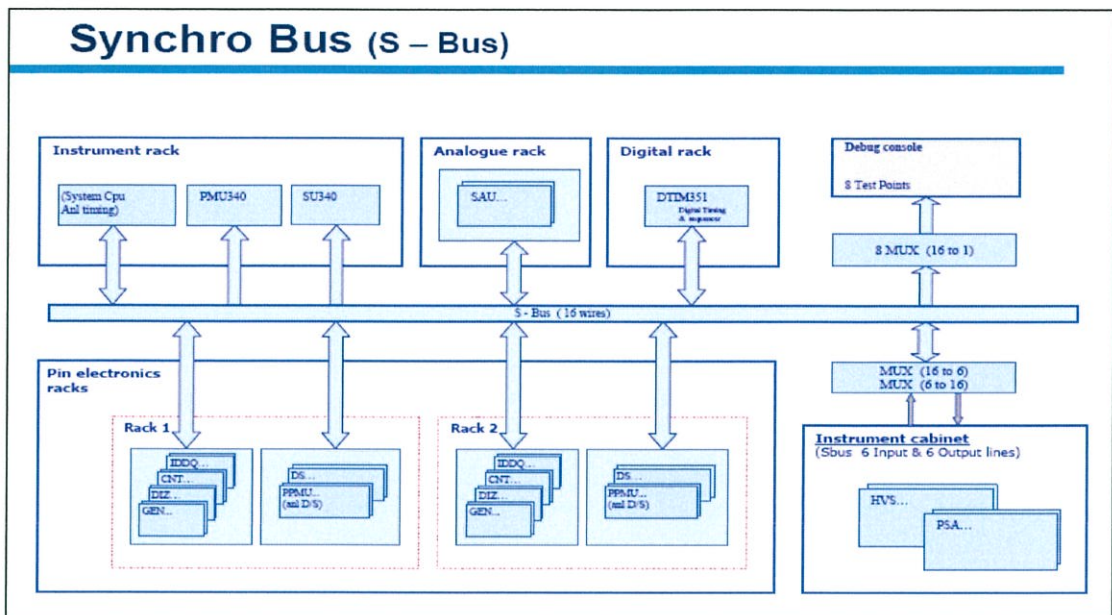 Synchro Bus (S – Bus)
Instrument rack
(System Cpu
Anl timing)
PMU340
SU340
Analogue rack
SAU...
Digital rack
DTIM351
Digital Timing
& sequencer
Debug console
8 Test Points
8 MUX (16 to 1)
S - Bus ( 16 wires)
MUX (16 to 6)
MUX (6 to 16)
Pin electronics
racks
Rack 1
IDDQ...
CNT...
DIZ...
GEN...
DS...
PPMU...
(anl D/S)
Rack 2
IDDQ...
CNT...
DIZ...
GEN...
DS...
PPMU...
(anl D/S)
Instrument cabinet
(Sbus 6 Input & 6 Output lines)
HVS...
PSA...